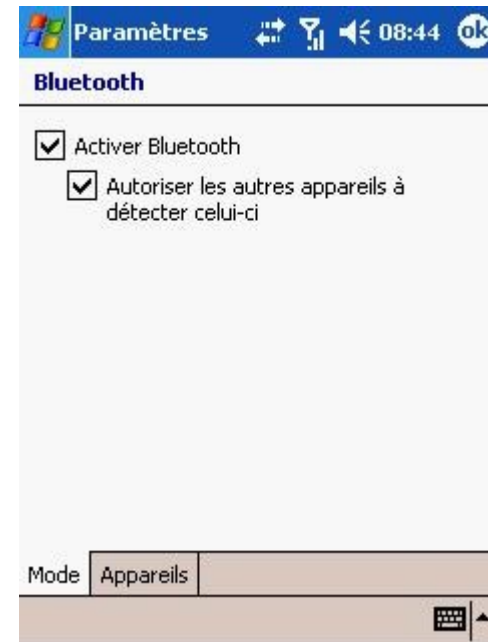 Paramètres 08:44 ok
Bluetooth
Activer Bluetooth
Autoriser les autres appareils à
détecter celui-ci
Mode Appareils